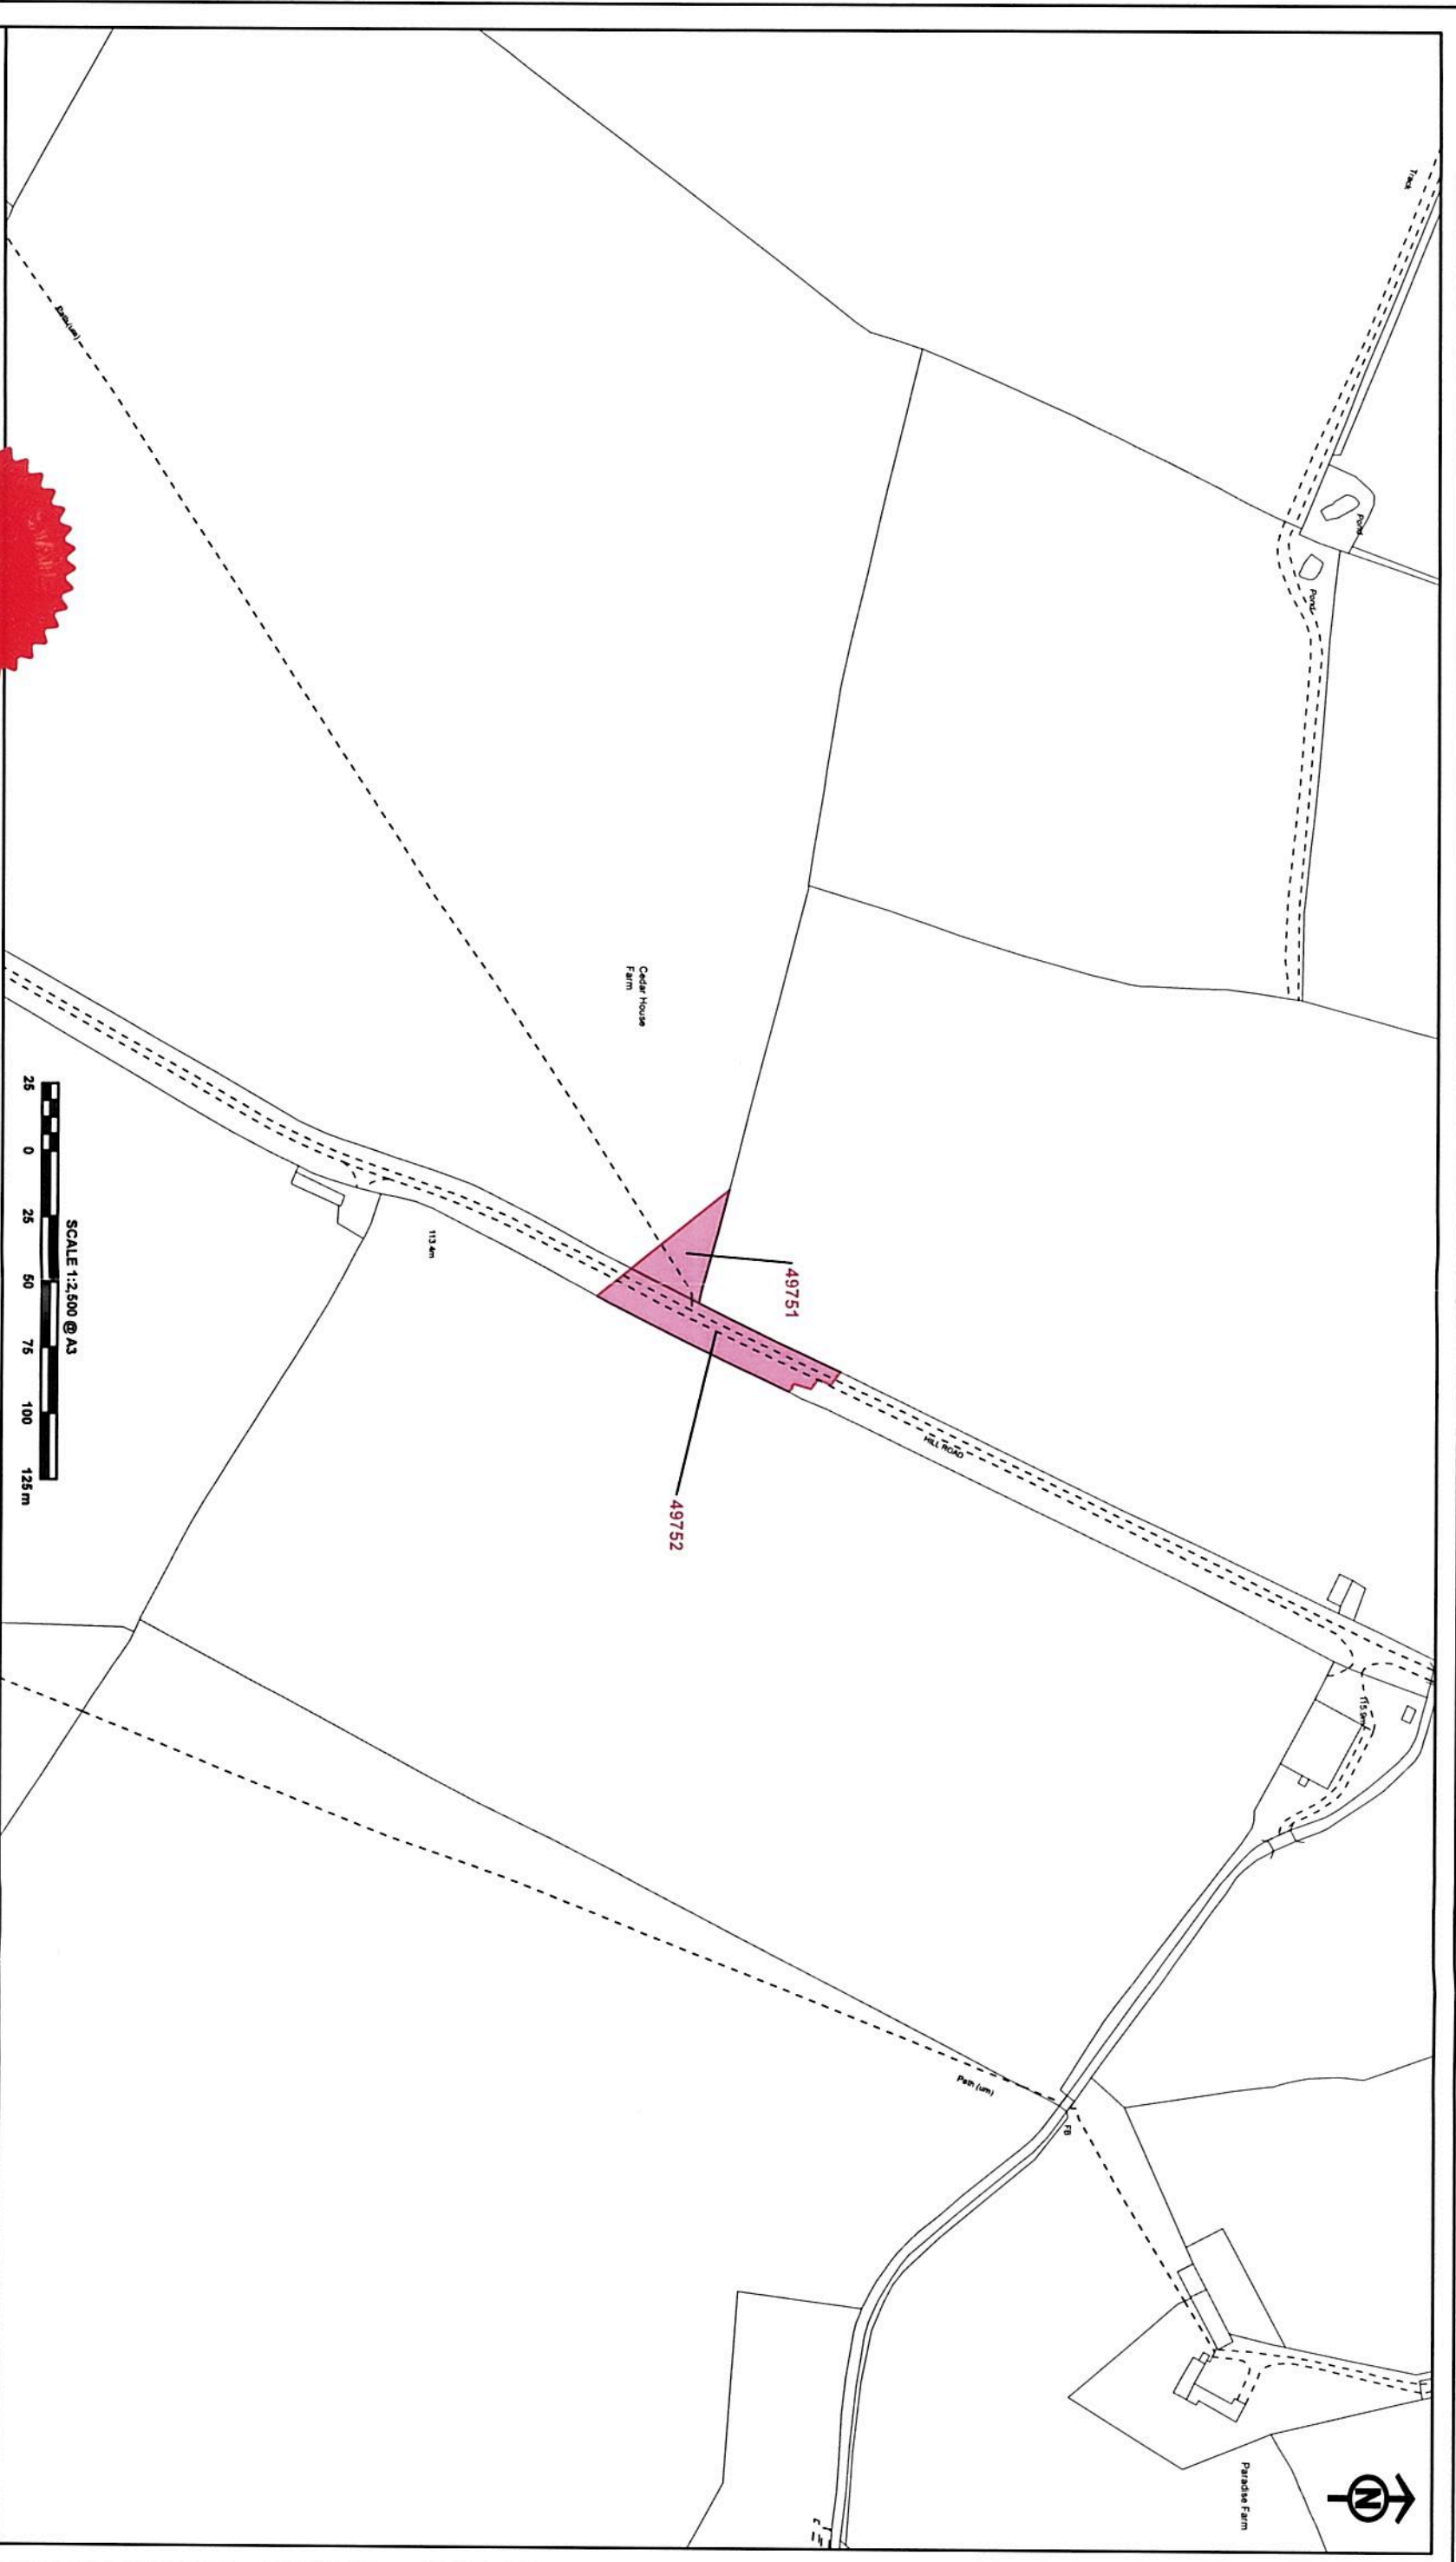 Track
Pond
Pond
Path (um)
Cedar House
Farm
49751
49752
HILL ROAD
113.4m
115.9m
Path (um)
FB
Paradise Farm
N
SCALE 1:2,500 @ A3
25 0 25 50 75 100 125 m